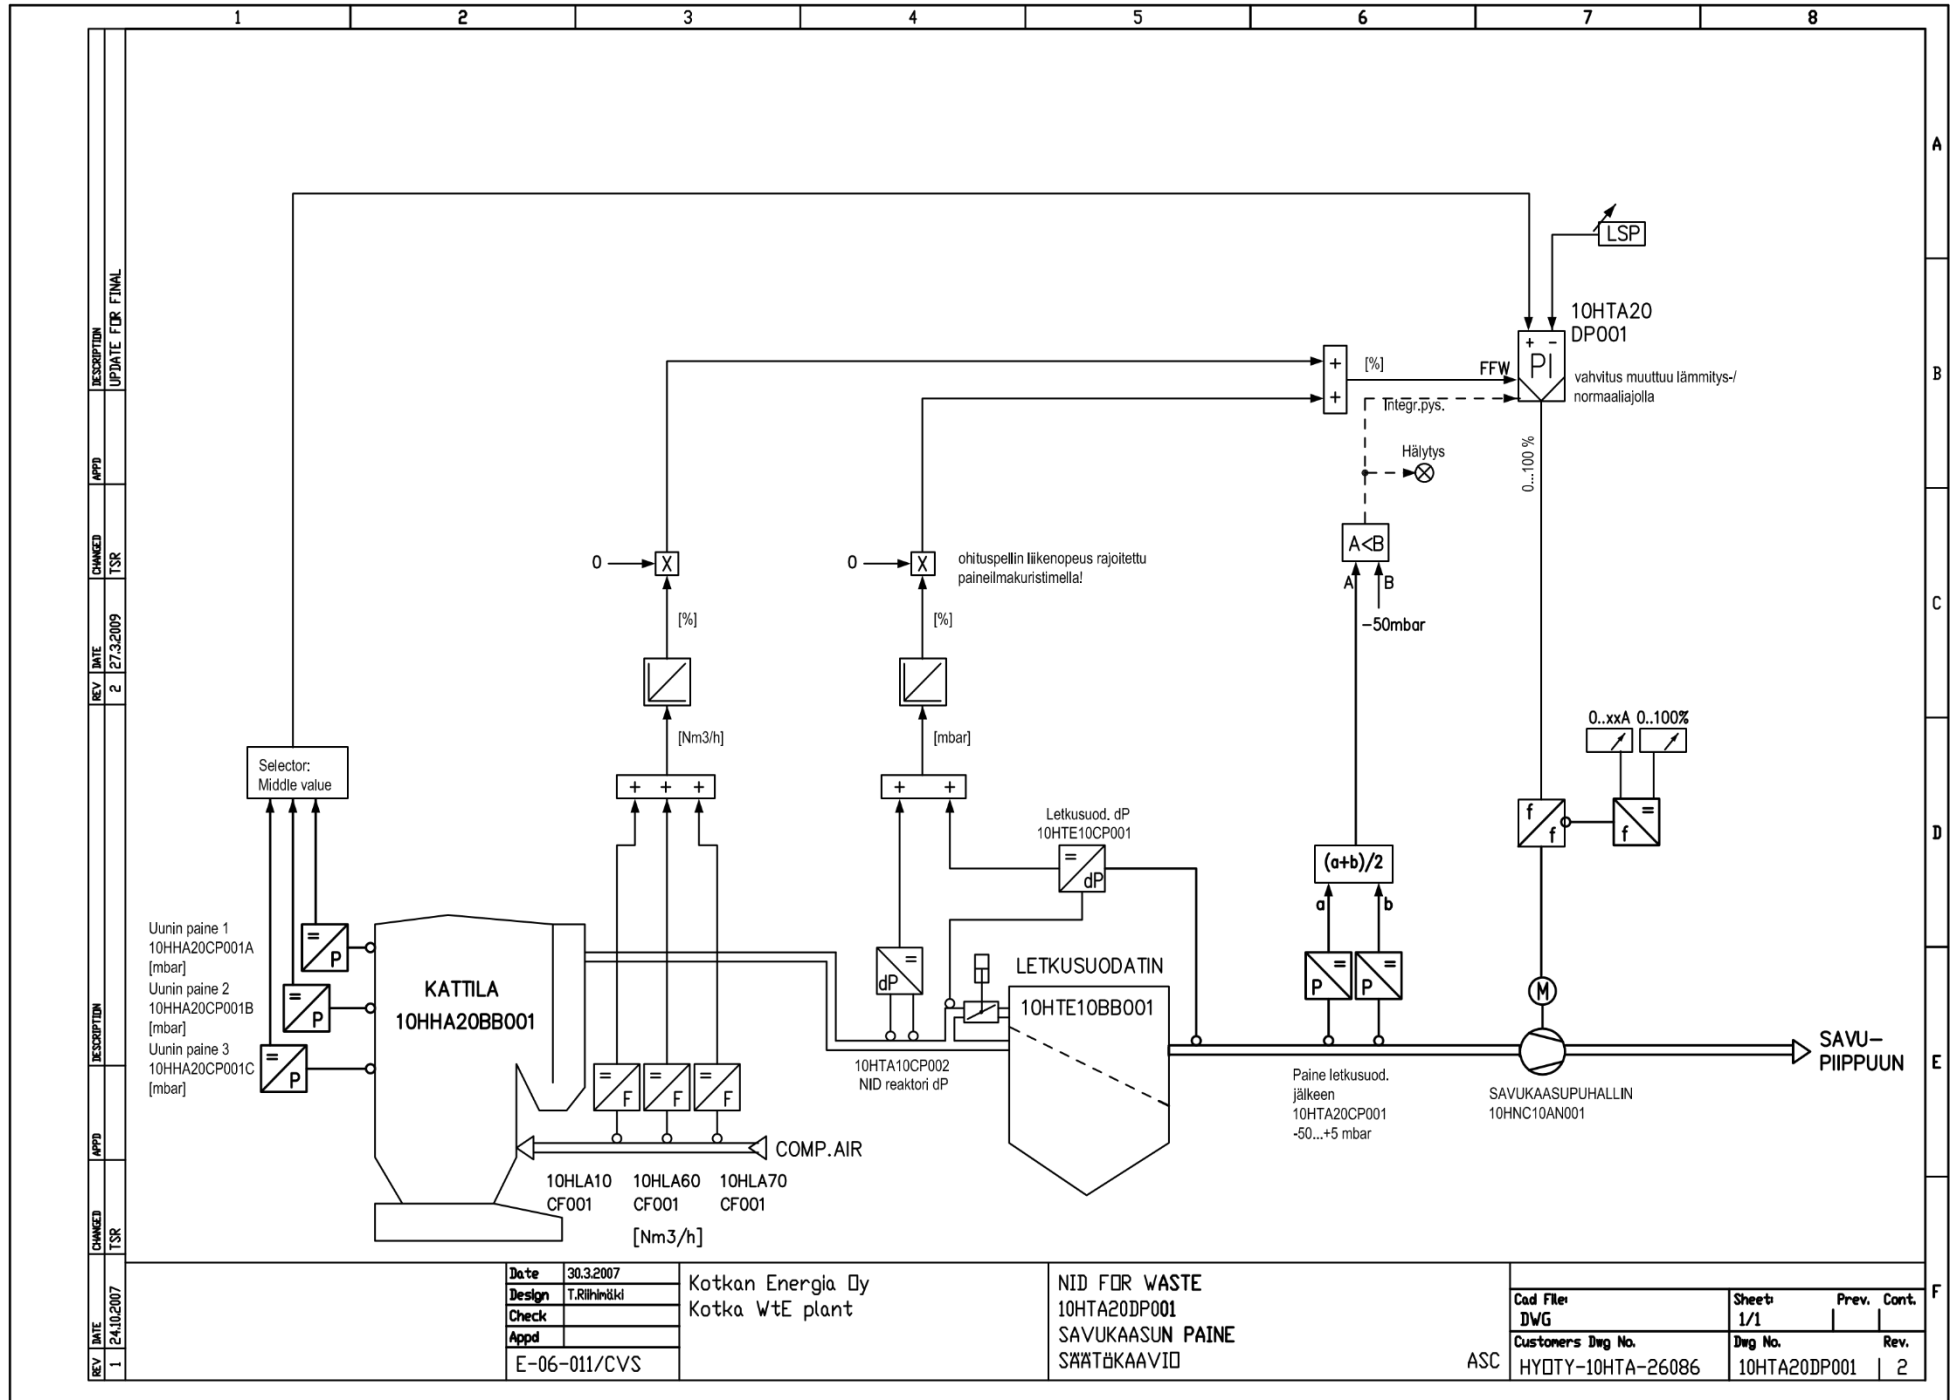 1 2 3 4 5 6 7 8
A
B
C
D
E
F
LSP
10HTA20
DP001
+ -
PI
FFW
vahvitus muuttuu lämmitys-/
normaaliajolla
+
+
[%]
Integr.pys.
Hälytys
0...100 %
A<B
A B
-50mbar
0 X
0 X
ohituspellin liikenopeus rajoitettu
paineilmakuristimella!
[%]
[%]
[Nm3/h]
[mbar]
0..xxA 0..100%
Selector:
Middle value
+ + +
+ +
Letkusuod. dP
10HTE10CP001
=
dP
(a+b)/2
a b
f
f
=
f
Uunin paine 1
10HHA20CP001A
[mbar]
Uunin paine 2
10HHA20CP001B
[mbar]
Uunin paine 3
10HHA20CP001C
[mbar]
=
P
=
P
=
P
KATTILA
10HHA20BB001
=
dP
LETKUSUODATIN
10HTE10BB001
=
P
=
P
M
10HTA10CP002
NID reaktori dP
=
F
=
F
=
F
COMP.AIR
10HLA10
CF001
10HLA60
CF001
10HLA70
CF001
[Nm3/h]
Paine letkusuod.
jälkeen
10HTA20CP001
-50...+5 mbar
SAVUKAASUPUHALLIN
10HNC10AN001
SAVU-
PIIPPUUN
DESCRIPTION
UPDATE FOR FINAL
APPD
CHANGED
TSR
DATE
27.3.2009
REV
2
DESCRIPTION
APPD
CHANGED
TSR
DATE
24.10.2007
REV
1
Date 30.3.2007
Design T.Riihimäki
Check
Appd
E-06-011/CVS
Kotkan Energia Oy
Kotka WtE plant
NID FOR WASTE
10HTA20DP001
SAVUKAASUN PAINE
SÄÄTÖKAAVIO
ASC
Cad File:
DWG
Sheet: Prev. Cont.
1/1
Customers Dwg No.
HYOTY-10HTA-26086
Dwg No. Rev.
10HTA20DP001 2